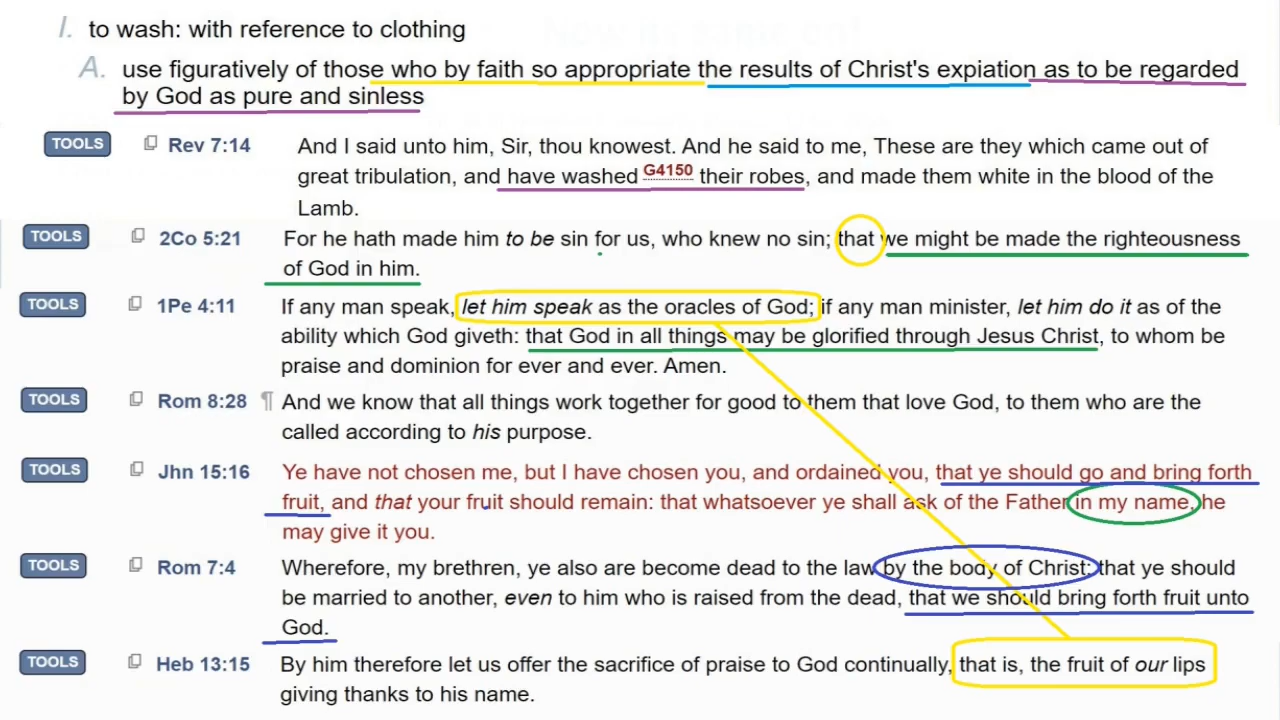 I. to wash: with reference to clothing
A. use figuratively of those who by faith so appropriate the results of Christ's expiation as to be regarded
by God as pure and sinless
TOOLS Rev 7:14 And I said unto him, Sir, thou knowest. And he said to me, These are they which came out of
great tribulation, and have washed G4150 their robes, and made them white in the blood of the
Lamb.
TOOLS 2Co 5:21 For he hath made him to be sin for us, who knew no sin; that we might be made the righteousness
of God in him.
TOOLS 1Pe 4:11 If any man speak, let him speak as the oracles of God; if any man minister, let him do it as of the
ability which God giveth: that God in all things may be glorified through Jesus Christ, to whom be
praise and dominion for ever and ever. Amen.
TOOLS Rom 8:28 ¶ And we know that all things work together for good to them that love God, to them who are the
called according to his purpose.
TOOLS Jhn 15:16 Ye have not chosen me, but I have chosen you, and ordained you, that ye should go and bring forth
fruit, and that your fruit should remain: that whatsoever ye shall ask of the Father in my name, he
may give it you.
TOOLS Rom 7:4 Wherefore, my brethren, ye also are become dead to the law by the body of Christ; that ye should
be married to another, even to him who is raised from the dead, that we should bring forth fruit unto
God.
TOOLS Heb 13:15 By him therefore let us offer the sacrifice of praise to God continually, that is, the fruit of our lips
giving thanks to his name.